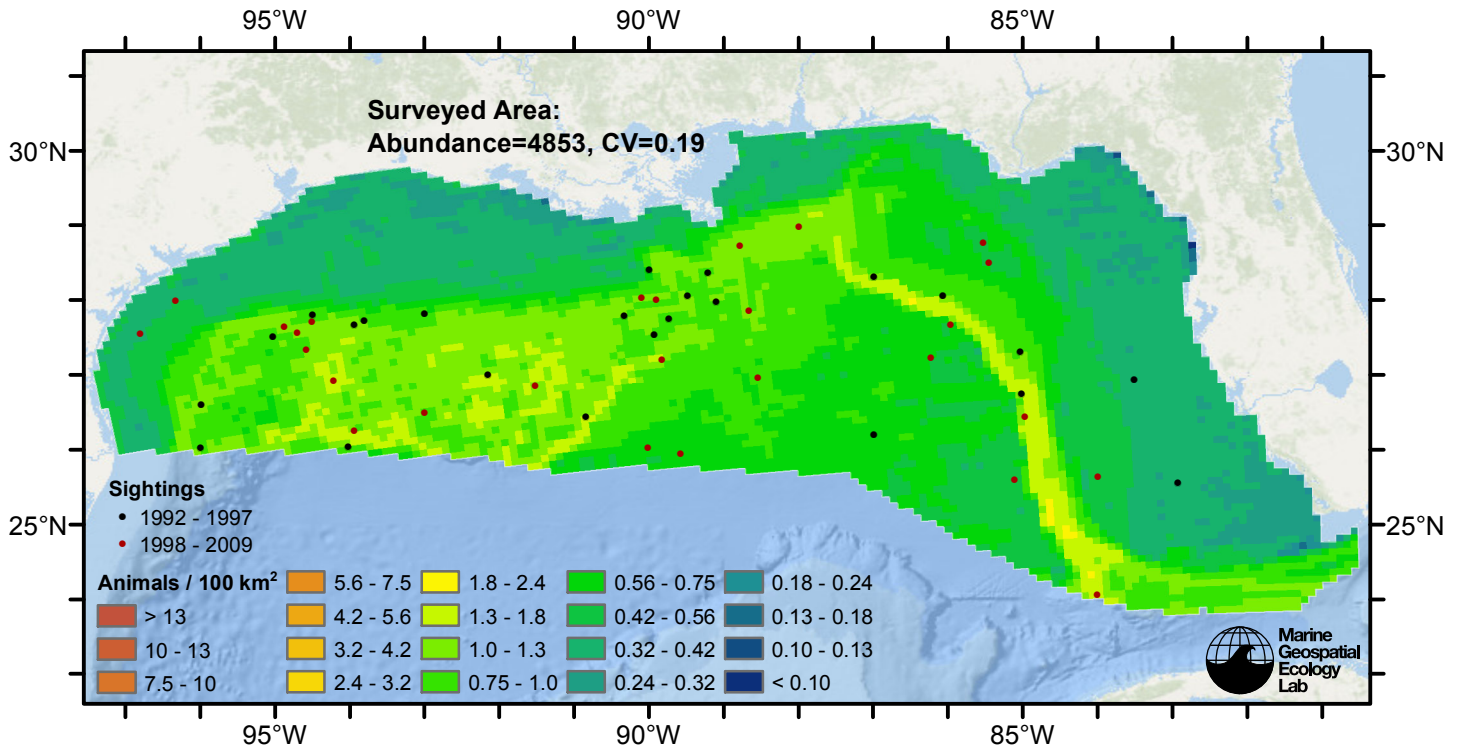 95°W 90°W 85°W
Surveyed Area:
Abundance=4853, CV=0.19
30°N 30°N
25°N 25°N
Sightings
1992 - 1997
1998 - 2009
Animals / 100 km² 5.6 - 7.5 1.8 - 2.4 0.56 - 0.75 0.18 - 0.24
> 13 4.2 - 5.6 1.3 - 1.8 0.42 - 0.56 0.13 - 0.18
10 - 13 3.2 - 4.2 1.0 - 1.3 0.32 - 0.42 0.10 - 0.13
7.5 - 10 2.4 - 3.2 0.75 - 1.0 0.24 - 0.32 < 0.10
Marine
Geospatial
Ecology
Lab
95°W 90°W 85°W